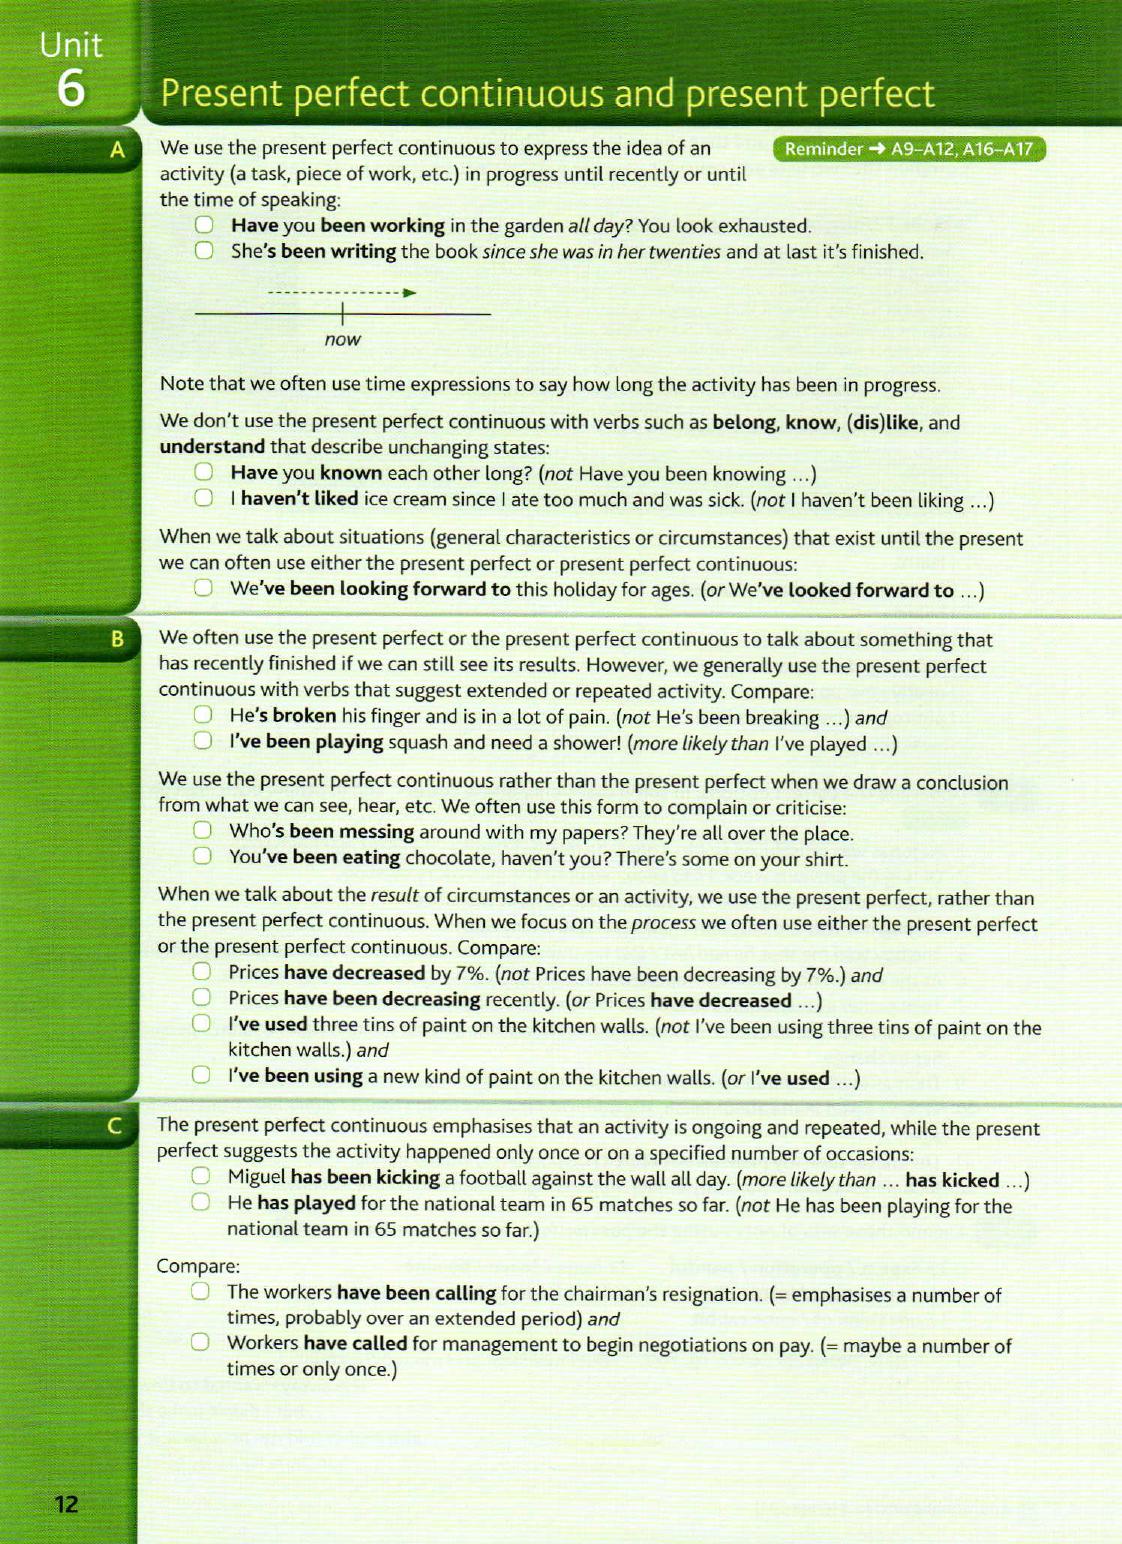 Unit
6
Present perfect continuous and present perfect
A
We use the present perfect continuous to express the idea of an
Reminder → A9–A12, A16–A17
activity (a task, piece of work, etc.) in progress until recently or until
the time of speaking:
Have you been working in the garden all day? You look exhausted.
She's been writing the book since she was in her twenties and at last it's finished.
now
Note that we often use time expressions to say how long the activity has been in progress.
We don't use the present perfect continuous with verbs such as belong, know, (dis)like, and
understand that describe unchanging states:
Have you known each other long? (not Have you been knowing ...)
I haven't liked ice cream since I ate too much and was sick. (not I haven't been liking ...)
When we talk about situations (general characteristics or circumstances) that exist until the present
we can often use either the present perfect or present perfect continuous:
We've been looking forward to this holiday for ages. (or We've looked forward to ...)
B
We often use the present perfect or the present perfect continuous to talk about something that
has recently finished if we can still see its results. However, we generally use the present perfect
continuous with verbs that suggest extended or repeated activity. Compare:
He's broken his finger and is in a lot of pain. (not He's been breaking ...) and
I've been playing squash and need a shower! (more likely than I've played ...)
We use the present perfect continuous rather than the present perfect when we draw a conclusion
from what we can see, hear, etc. We often use this form to complain or criticise:
Who's been messing around with my papers? They're all over the place.
You've been eating chocolate, haven't you? There's some on your shirt.
When we talk about the result of circumstances or an activity, we use the present perfect, rather than
the present perfect continuous. When we focus on the process we often use either the present perfect
or the present perfect continuous. Compare:
Prices have decreased by 7%. (not Prices have been decreasing by 7%.) and
Prices have been decreasing recently. (or Prices have decreased ...)
I've used three tins of paint on the kitchen walls. (not I've been using three tins of paint on the
kitchen walls.) and
I've been using a new kind of paint on the kitchen walls. (or I've used ...)
C
The present perfect continuous emphasises that an activity is ongoing and repeated, while the present
perfect suggests the activity happened only once or on a specified number of occasions:
Miguel has been kicking a football against the wall all day. (more likely than ... has kicked ...)
He has played for the national team in 65 matches so far. (not He has been playing for the
national team in 65 matches so far.)
Compare:
The workers have been calling for the chairman's resignation. (= emphasises a number of
times, probably over an extended period) and
Workers have called for management to begin negotiations on pay. (= maybe a number of
times or only once.)
12